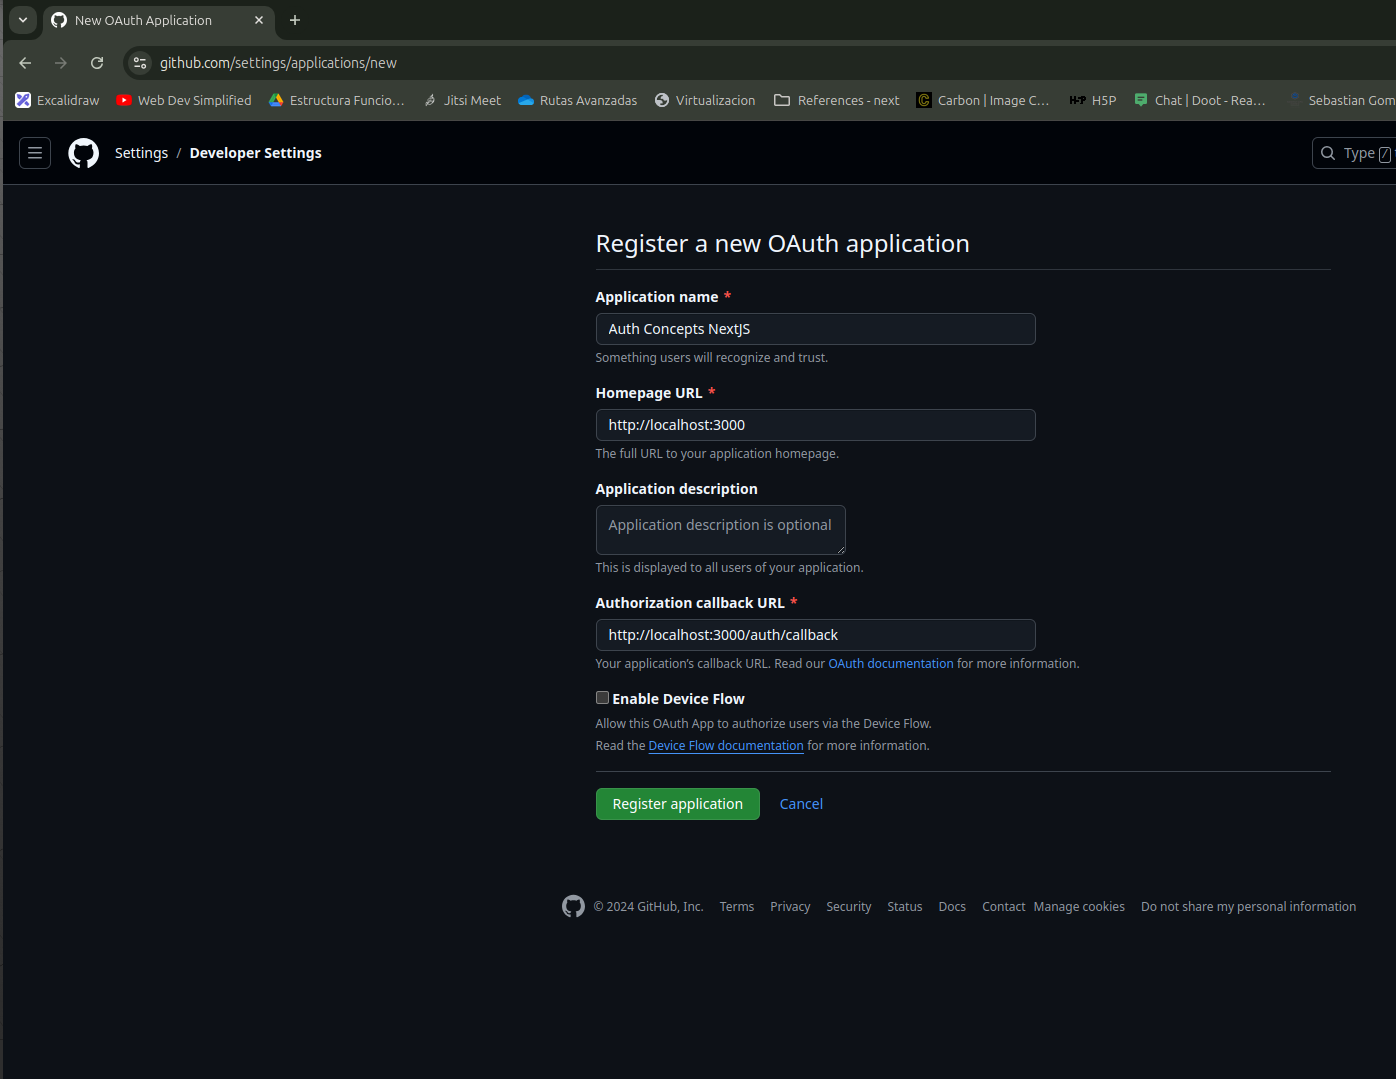 New OAuth Application
github.com/settings/applications/new
Excalidraw Web Dev Simplified Estructura Funcio... Jitsi Meet Rutas Avanzadas Virtualizacion References - next Carbon | Image C... H5P Chat | Doot - Rea... Sebastian Gom
Settings / Developer Settings
Type /
Register a new OAuth application
Application name *
Auth Concepts NextJS
Something users will recognize and trust.
Homepage URL *
http://localhost:3000
The full URL to your application homepage.
Application description
Application description is optional
This is displayed to all users of your application.
Authorization callback URL *
http://localhost:3000/auth/callback
Your application’s callback URL. Read our OAuth documentation for more information.
Enable Device Flow
Allow this OAuth App to authorize users via the Device Flow.
Read the Device Flow documentation for more information.
Register application Cancel
© 2024 GitHub, Inc. Terms Privacy Security Status Docs Contact Manage cookies Do not share my personal information